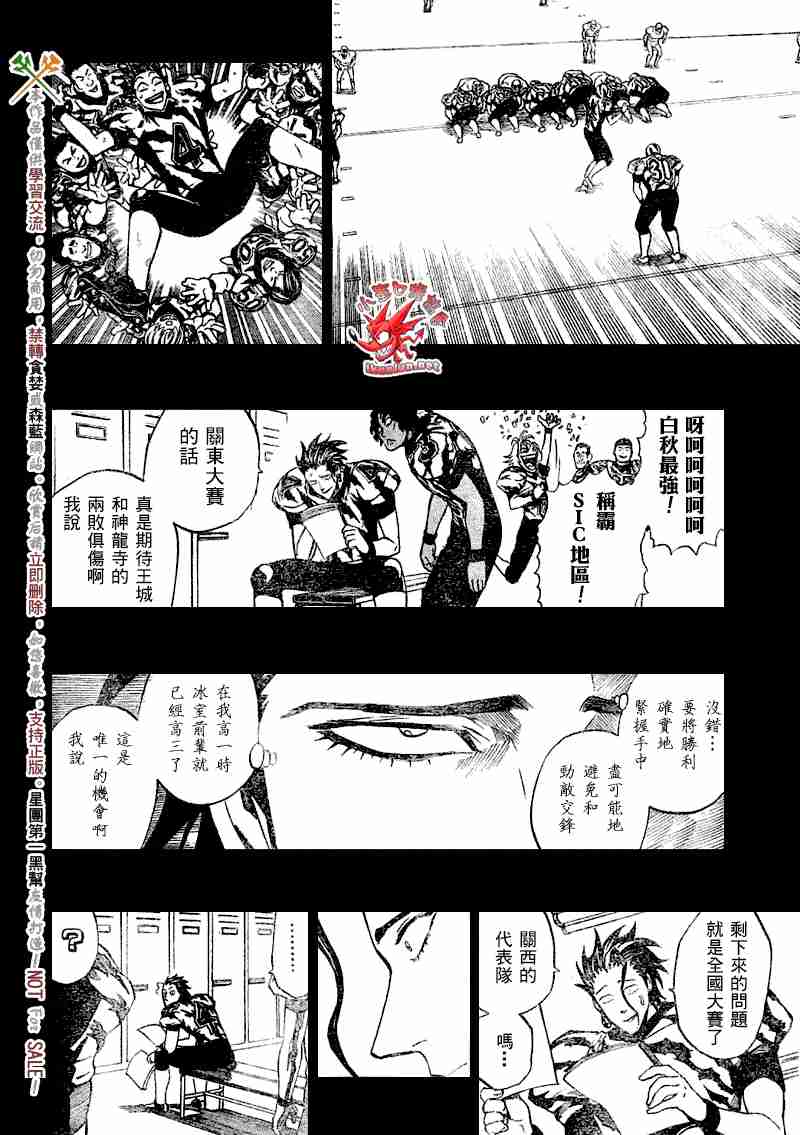 呀呵呵呵呵呵
白秋最強！
稱霸
SIC地區！
關東大賽
的話
真是期待王城
和神龍寺的
兩敗俱傷啊
我說
沒錯…
要將勝利
確實地
緊握手中
盡可能地
避免和
勁敵交鋒
在我高一時
冰室前輩就
已經高三了
這是
唯一的機會啊
我說
剩下來的問題
就是全國大賽了
關西的
代表隊
嗎…
………
？
4
30
本作品僅供學習交流，切勿商用，禁轉貪婪或森藍網站。欣賞后請立即刪除，如您喜歡，支持正版。星團第一黑幫友情打造！NOT For SALE—